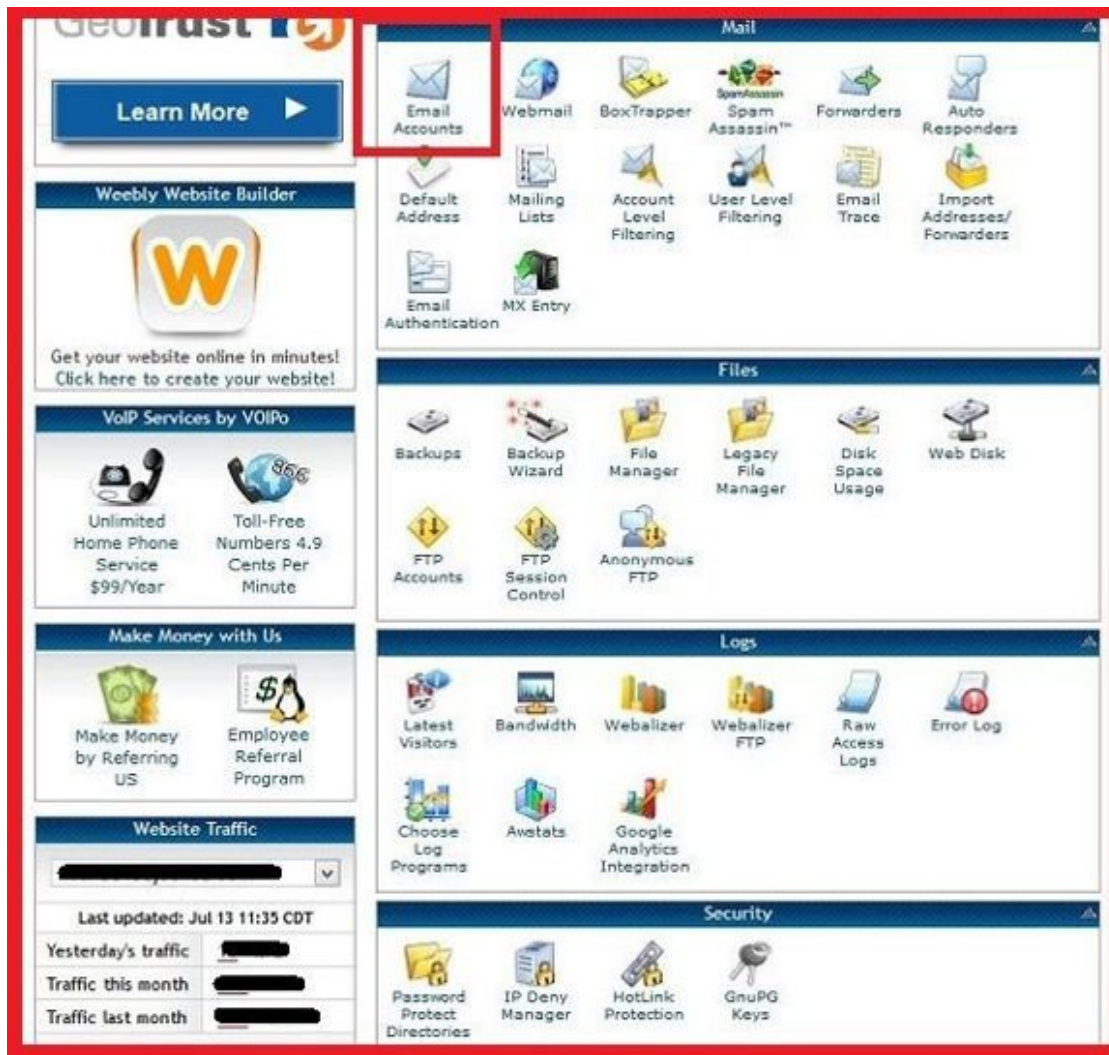 GeoTrust
Learn More
Weebly Website Builder
W
Get your website online in minutes!
Click here to create your website!
VoIP Services by VOIPo
866
Unlimited
Home Phone
Service
$99/Year
Toll-Free
Numbers 4.9
Cents Per
Minute
Make Money with Us
$
Make Money
by Referring
US
Employee
Referral
Program
Website Traffic
Last updated: Jul 13 11:35 CDT
Yesterday's traffic
Traffic this month
Traffic last month
Mail
Email
Accounts
Webmail
BoxTrapper
SpamAssassin
Spam
Assassin™
Forwarders
Auto
Responders
Default
Address
Mailing
Lists
Account
Level
Filtering
User Level
Filtering
Email
Trace
Import
Addresses/
Forwarders
Email
Authentication
MX Entry
Files
Backups
Backup
Wizard
File
Manager
Legacy
File
Manager
Disk
Space
Usage
Web Disk
FTP
Accounts
FTP
Session
Control
Anonymous
FTP
Logs
Latest
Visitors
Bandwidth
Webalizer
Webalizer
FTP
Raw
Access
Logs
Error Log
Choose
Log
Programs
Awstats
Google
Analytics
Integration
Security
Password
Protect
Directories
IP Deny
Manager
HotLink
Protection
GnuPG
Keys